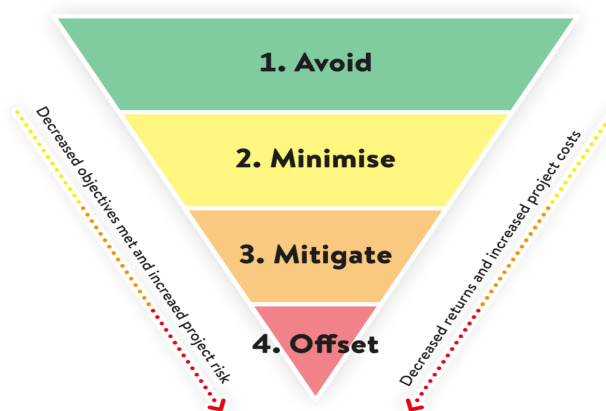 1. Avoid
2. Minimise
3. Mitigate
4. Offset
Decreased objectives met and increaed project risk
Decreased returns and increased project costs